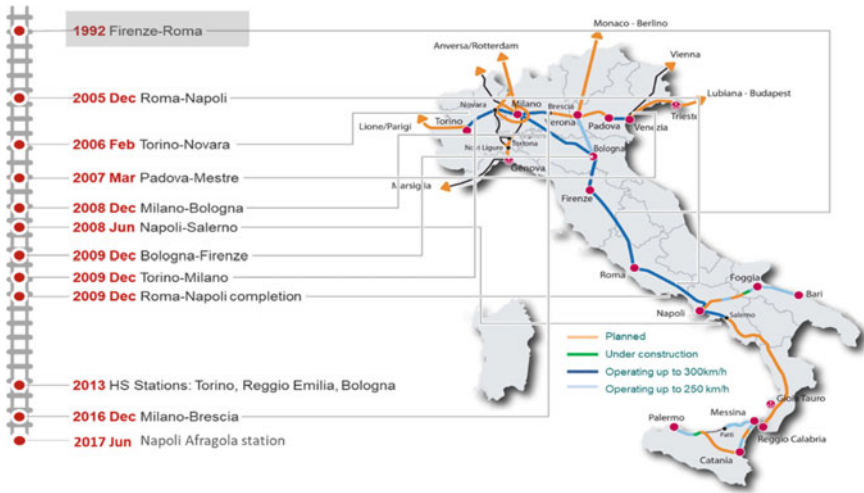 1992 Firenze-Roma
2005 Dec Roma-Napoli
2006 Feb Torino-Novara
2007 Mar Padova-Mestre
2008 Dec Milano-Bologna
2008 Jun Napoli-Salerno
2009 Dec Bologna-Firenze
2009 Dec Torino-Milano
2009 Dec Roma-Napoli completion
2013 HS Stations: Torino, Reggio Emilia, Bologna
2016 Dec Milano-Brescia
2017 Jun Napoli Afragola station
Monaco - Berlino
Anversa/Rotterdam
Vienna
Lubiana - Budapest
Novara
Milano
Brescia
Verona
Padova
Venezia
Trieste
Lione/Parigi
Torino
Novi Ligure
Tortona
Genova
Marsiglia
Bologna
Firenze
Roma
Napoli
Salerno
Foggia
Bari
Planned
Under construction
Operating up to 300km/h
Operating up to 250 km/h
Gioia Tauro
Palermo
Messina
Patti
Reggio Calabria
Catania